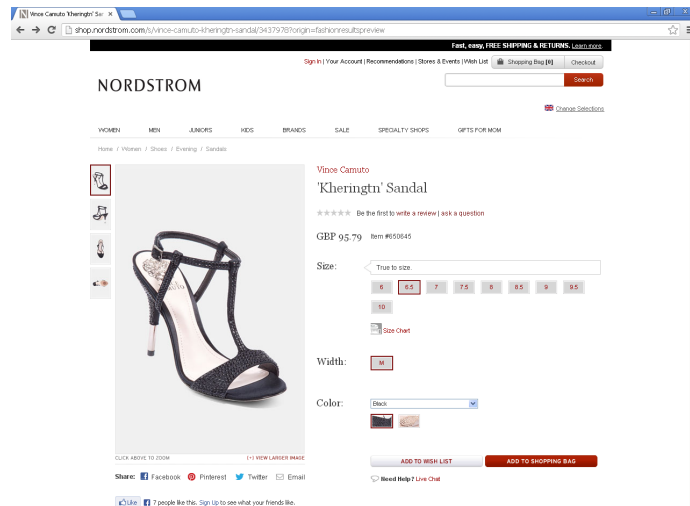 Vince Camuto 'Kheringtn' Sar
shop.nordstrom.com/s/vince-camuto-kheringtn-sandal/3437978?origin=fashionresultspreview
Fast, easy, FREE SHIPPING & RETURNS. Learn more.
Sign In | Your Account | Recommendations | Stores & Events | Wish List Shopping Bag [0] Checkout
NORDSTROM
Search
Change Selections
WOMEN MEN JUNIORS KIDS BRANDS SALE SPECIALTY SHOPS GIFTS FOR MOM
Home / Women / Shoes / Evening / Sandals
Vince Camuto
'Kheringtn' Sandal
Be the first to write a review | ask a question
GBP 95.79 Item #650645
Size: True to size.
6 6.5 7 7.5 8 8.5 9 9.5
10
Size Chart
Width: M
Color: Black
CLICK ABOVE TO ZOOM (+) VIEW LARGER IMAGE
ADD TO WISH LIST ADD TO SHOPPING BAG
Share: Facebook Pinterest Twitter Email
Need Help? Live Chat
Like 7 people like this. Sign Up to see what your friends like.